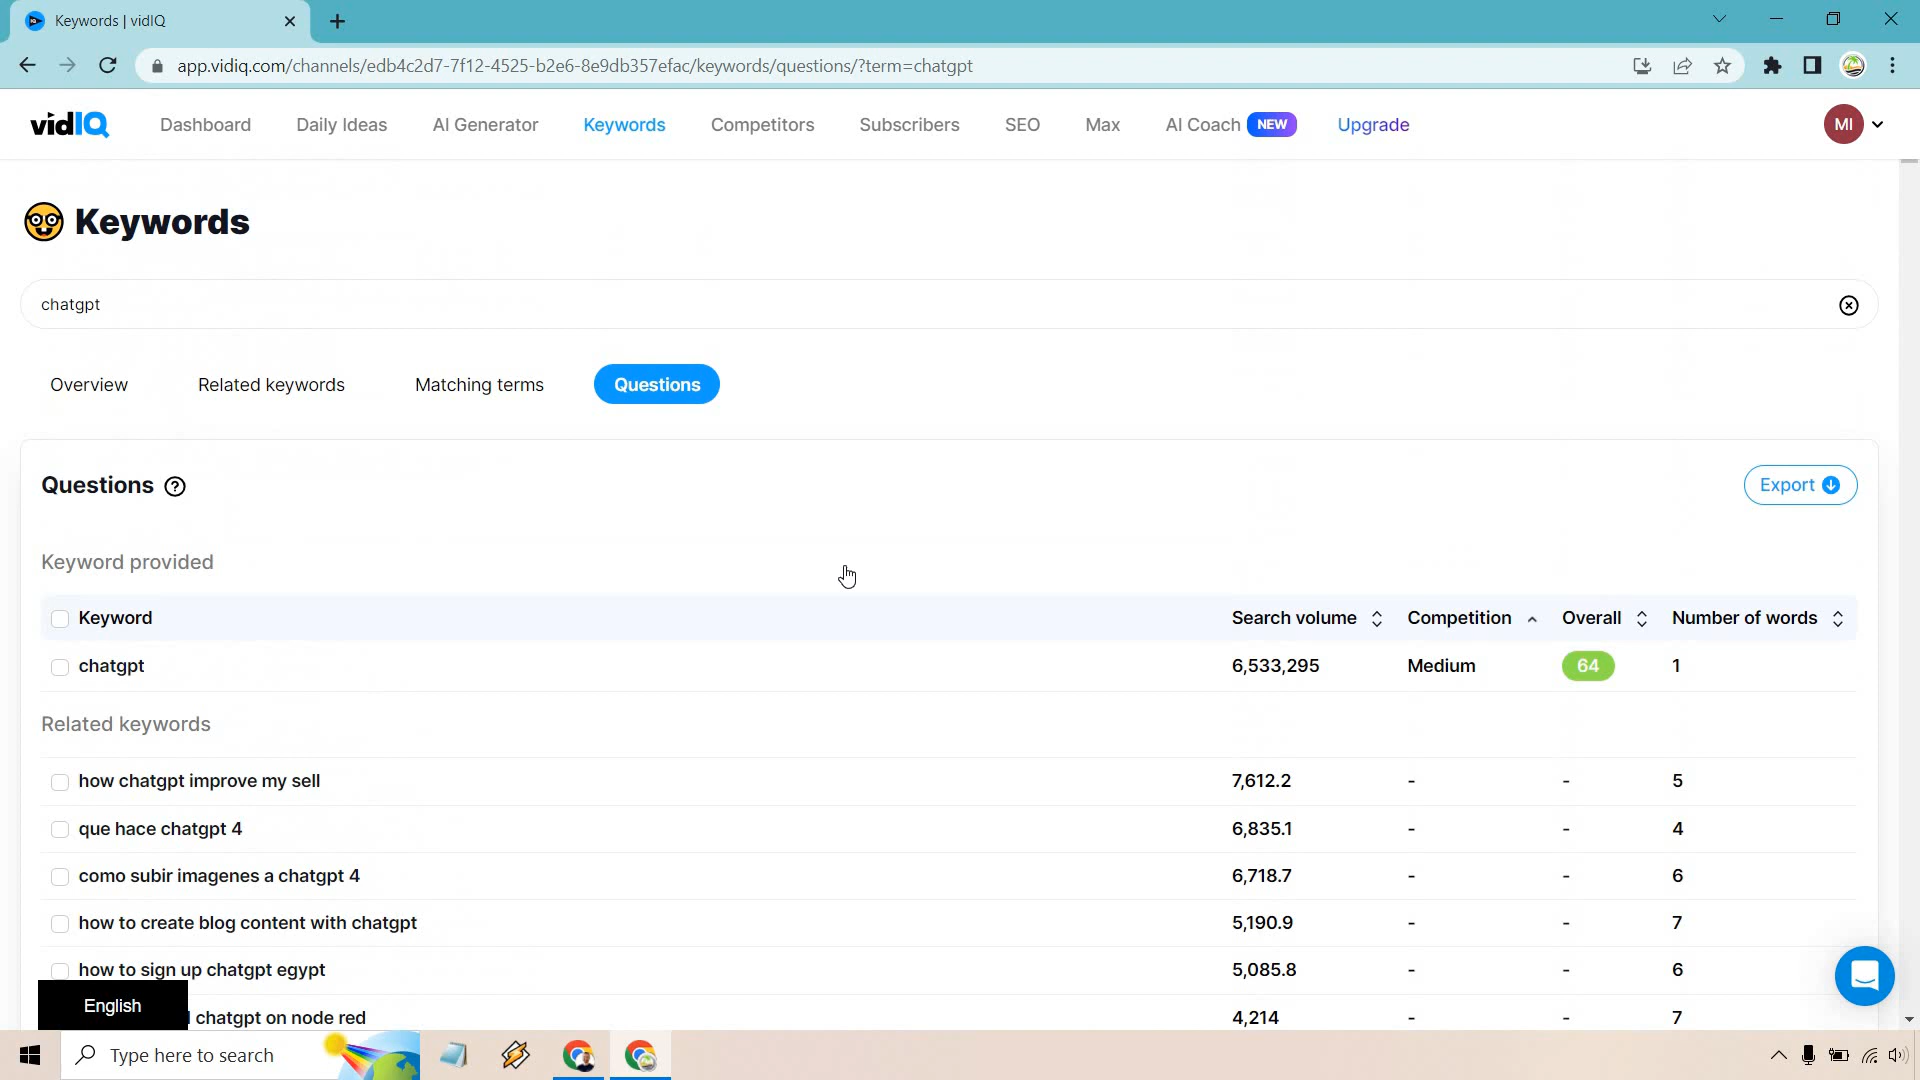 Keywords | vidIQ
app.vidiq.com/channels/edb4c2d7-7f12-4525-b2e6-8e9db357efac/keywords/questions/?term=chatgpt
vidIQ Dashboard Daily Ideas AI Generator Keywords Competitors Subscribers SEO Max AI Coach NEW Upgrade MI
Keywords
chatgpt
Overview Related keywords Matching terms Questions
Questions Export
Keyword provided
Keyword Search volume Competition Overall Number of words
chatgpt 6,533,295 Medium 64 1
Related keywords
how chatgpt improve my sell 7,612.2 - - 5
que hace chatgpt 4 6,835.1 - - 4
como subir imagenes a chatgpt 4 6,718.7 - - 6
how to create blog content with chatgpt 5,190.9 - - 7
how to sign up chatgpt egypt 5,085.8 - - 6
English
chatgpt on node red 4,214 - - 7
Type here to search